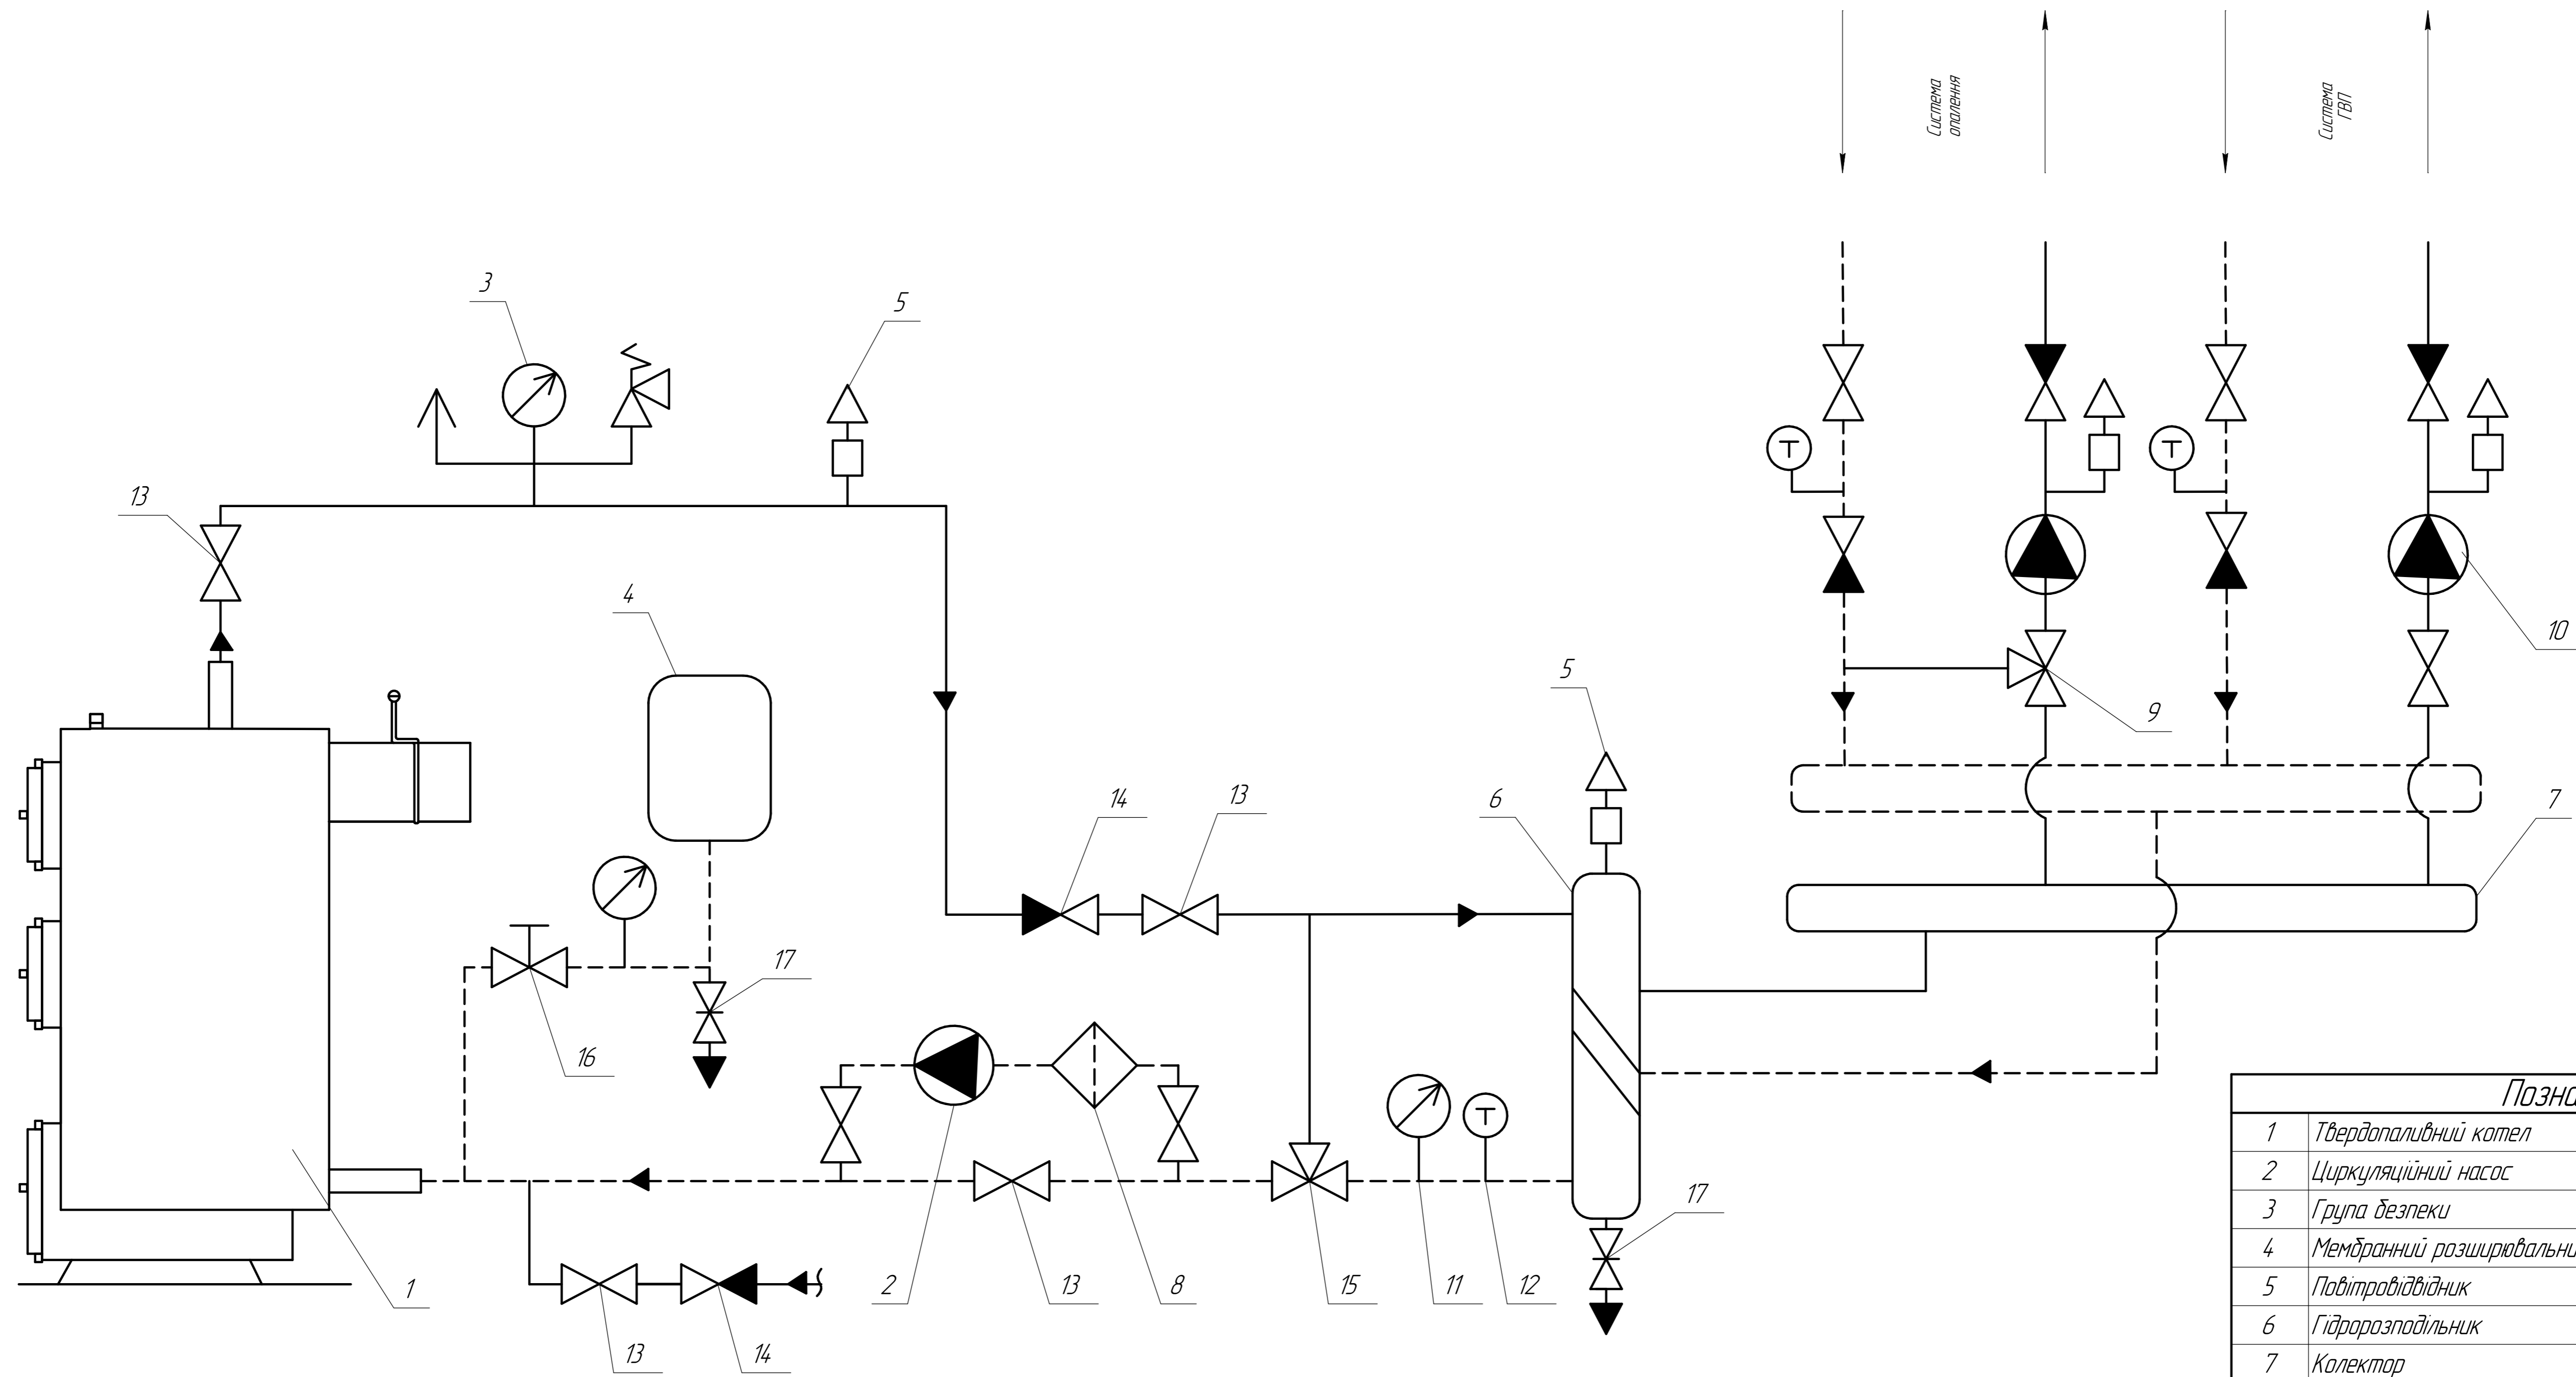 Система
опалення
Система
ГВП
3
5
13
4
10
5
9
14
13
6
7
17
16
17
1
2
13
8
15
11
12
13
14
Т
Т
Т
1 Твердопаливний котел
2 Циркуляційний насос
3 Група безпеки
4 Мембранний
5 Повітровідвідник
6 Гідророзподільник
7 Колектор